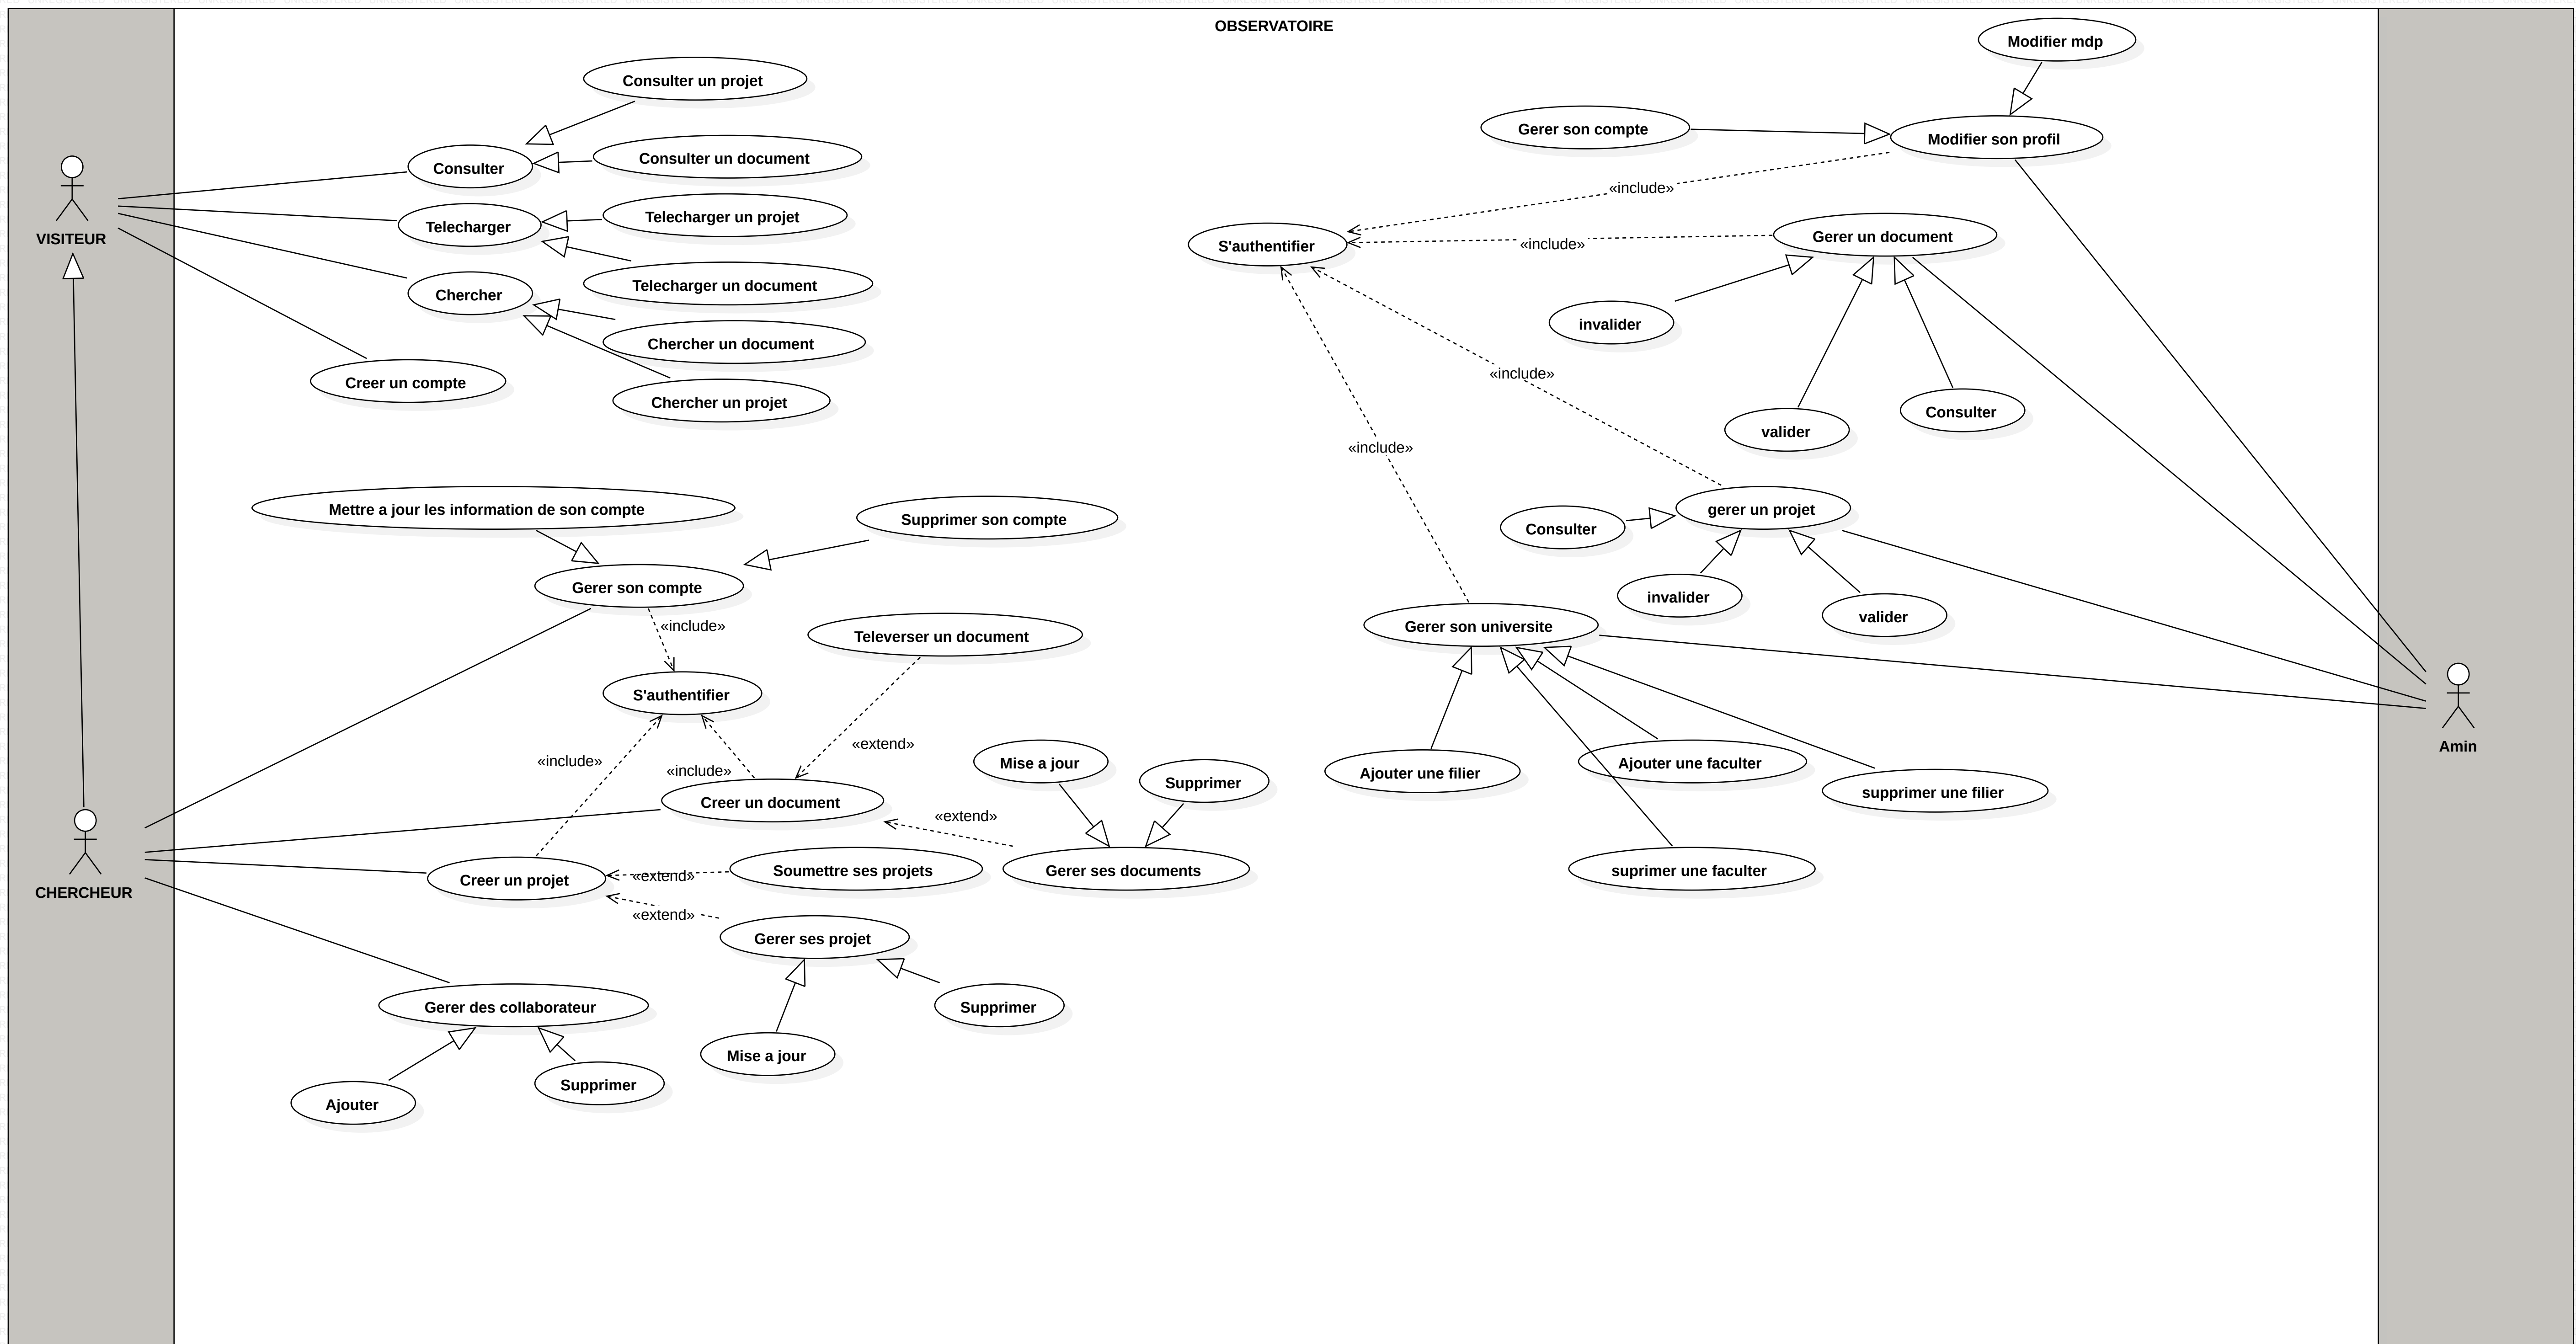 OBSERVATOIRE
Modifier mdp
Consulter un projet
Gerer son compte
Modifier son profil
Consulter un document
Consulter
«include»
Telecharger un projet
Telecharger
VISITEUR
S'authentifier
«include»
Gerer un document
Telecharger un document
Chercher
invalider
Chercher un document
«include»
Creer un compte
Chercher un projet
valider
Consulter
«include»
Mettre a jour les information de son compte
Supprimer son compte
Consulter
gerer un projet
Gerer son compte
invalider
valider
«include»
Televerser un document
Gerer son universite
S'authentifier
«include»
«extend»
Amin
«include»
Mise a jour
Supprimer
Ajouter une filier
Ajouter une faculter
supprimer une filier
Creer un document
«extend»
CHERCHEUR
Creer un projet
«extend»
Soumettre ses projets
Gerer ses documents
suprimer une faculter
«extend»
Gerer ses projet
Gerer des collaborateur
Supprimer
Mise a jour
Ajouter
Supprimer